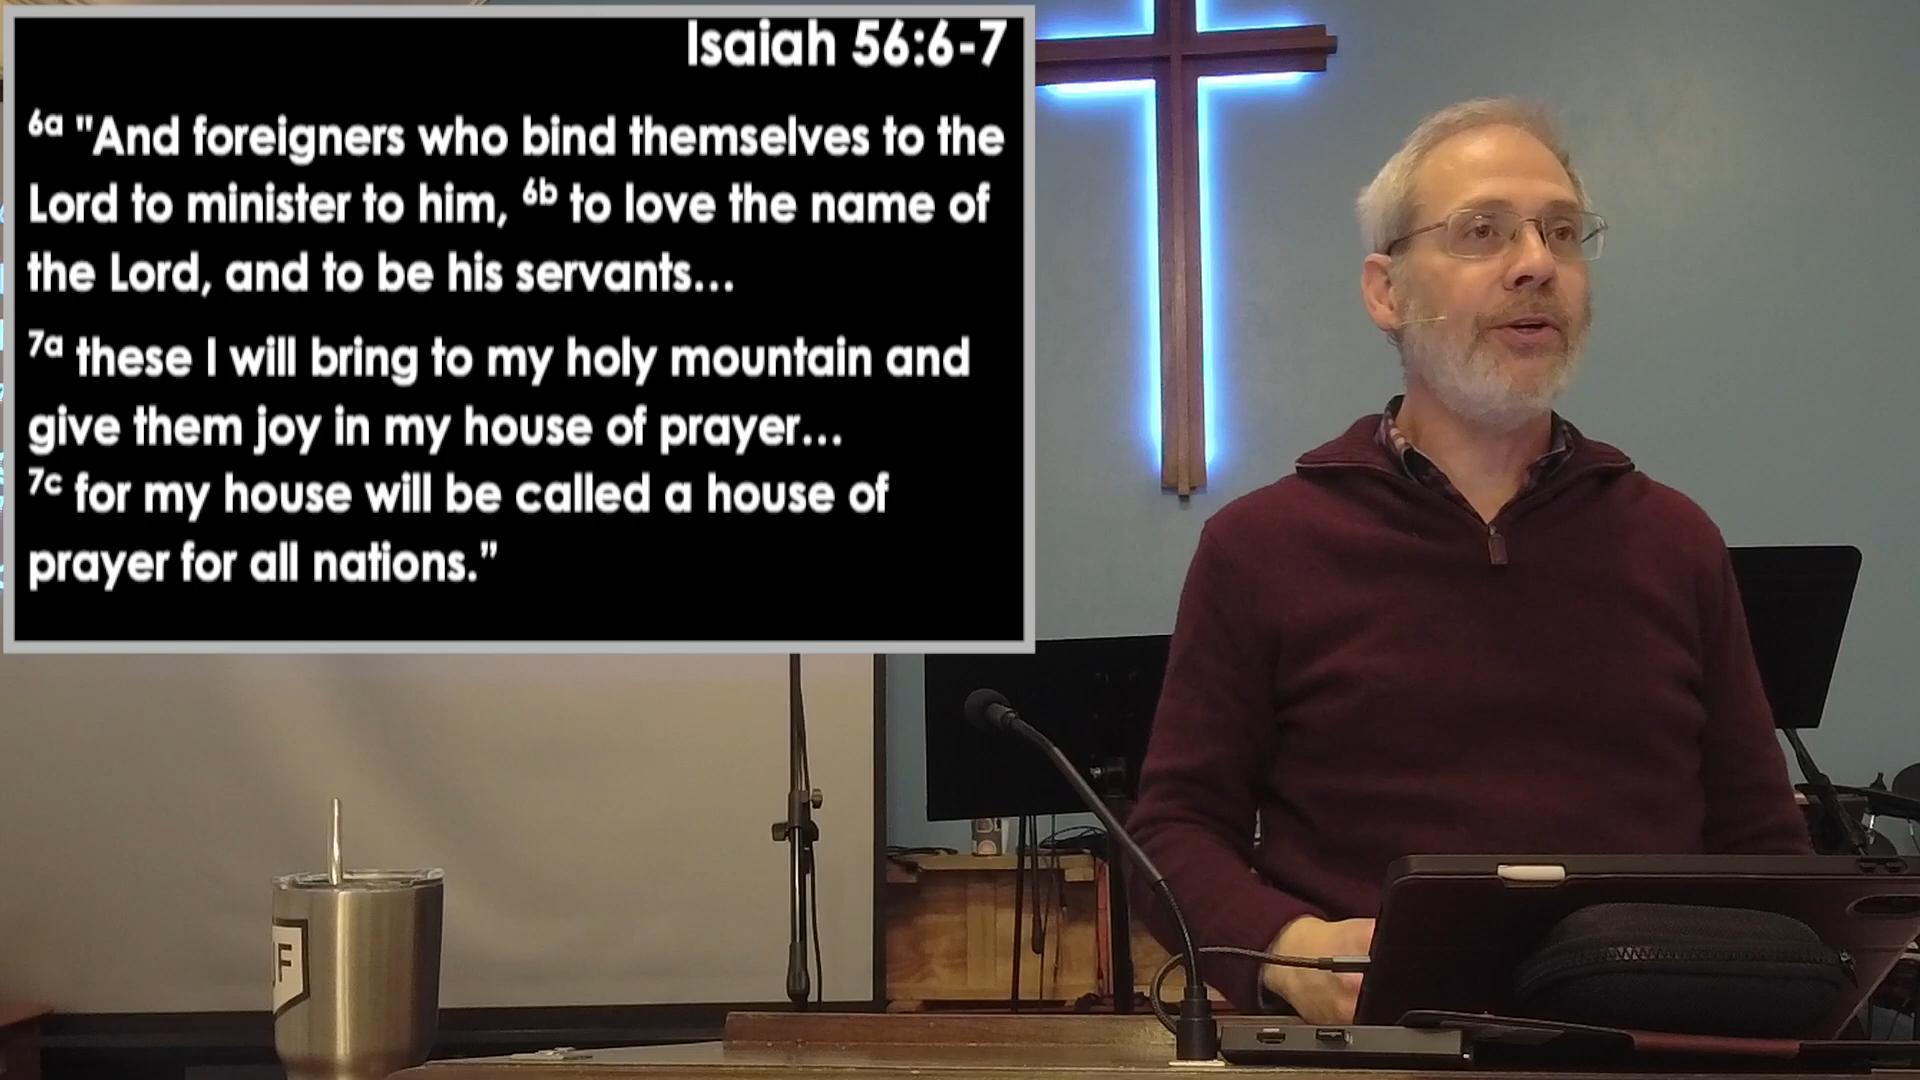 Isaiah 56:6-7
6a "And foreigners who bind themselves to the
Lord to minister to him, 6b to love the name of
the Lord, and to be his servants...
7a these I will bring to my holy mountain and
give them joy in my house of prayer...
7c for my house will be called a house of
prayer for all nations.”
F